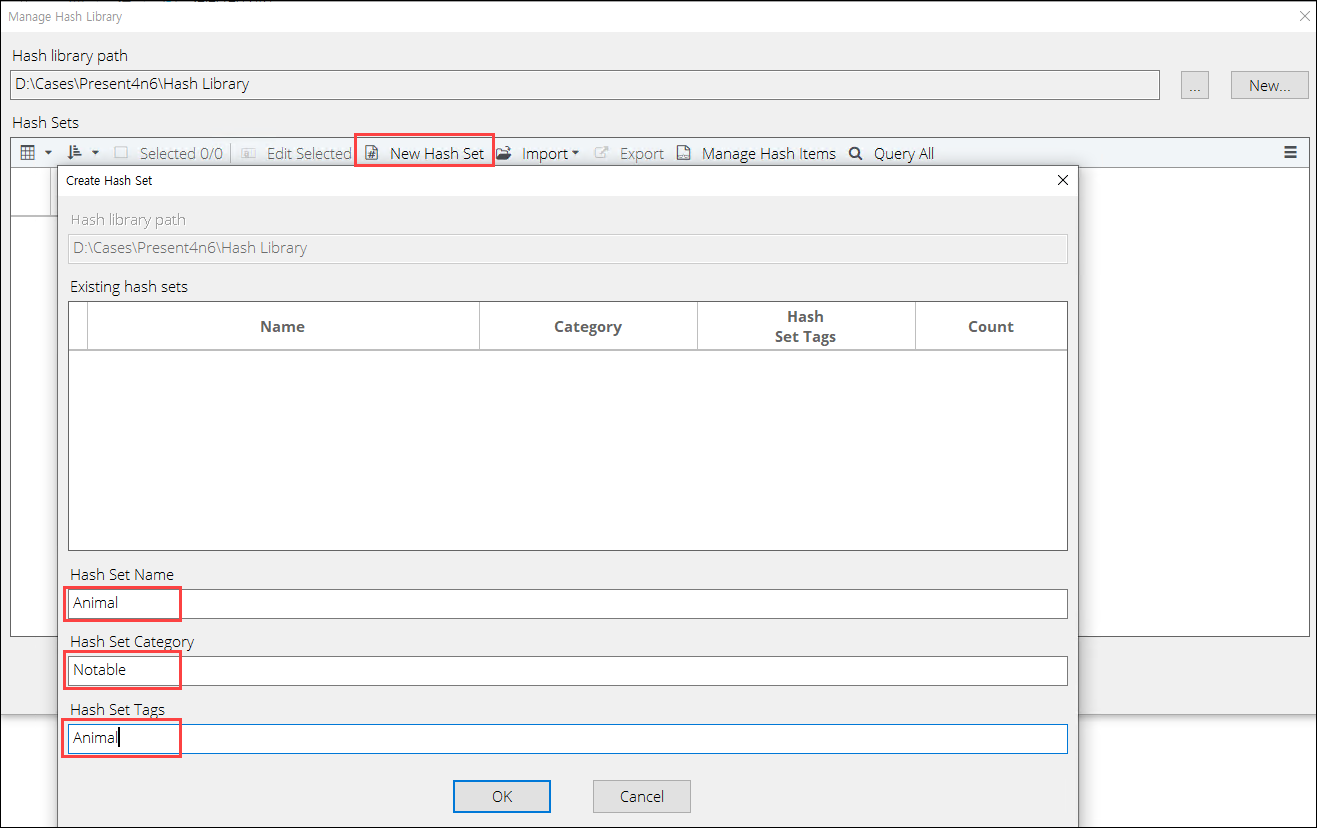 Manage Hash Library
Hash library path
D:\Cases\Present4n6\Hash Library
...
New...
Hash Sets
Selected 0/0 Edit Selected New Hash Set Import Export Manage Hash Items Query All
Create Hash Set
Hash library path
D:\Cases\Present4n6\Hash Library
Existing hash sets
Name Category Hash Set Tags Count
Hash Set Name
Animal
Hash Set Category
Notable
Hash Set Tags
Animal
OK Cancel